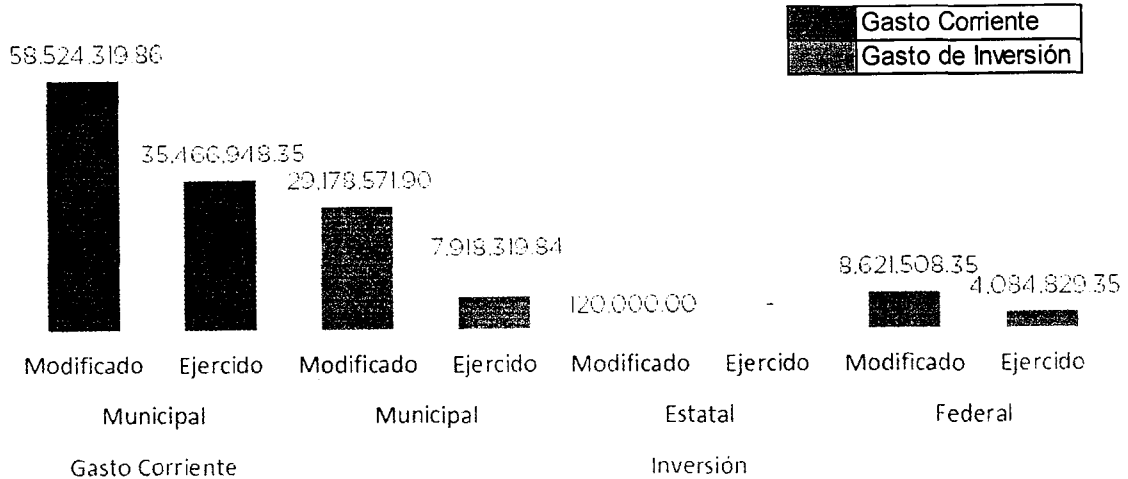 Gasto Corriente
Gasto de Inversión
58.524.319.86
35.466.948.35
29.178.571.90
7.918.319.84
120.000.00
-
8.621.508.35
4.084.829.35
Modificado Ejercido Modificado Ejercido Modificado Ejercido Modificado Ejercido
Municipal Municipal Estatal Federal
Gasto Corriente Inversión